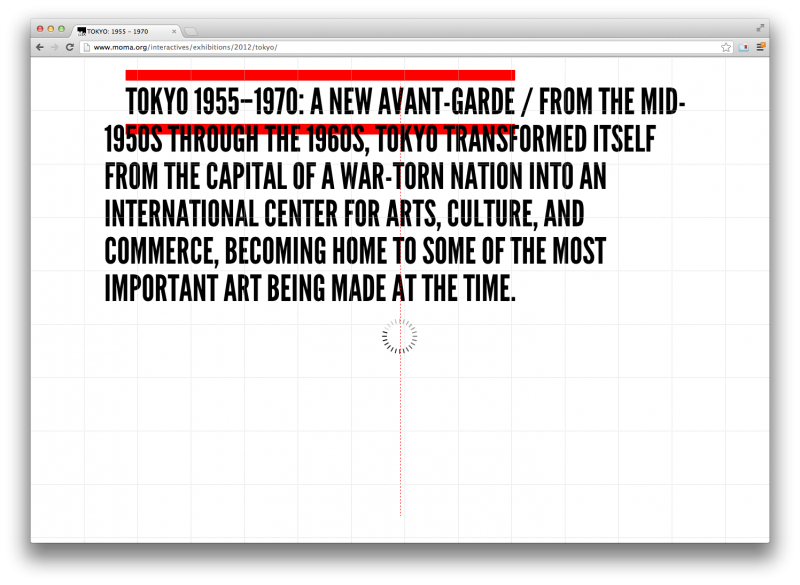 TOKYO: 1955 – 1970
www.moma.org/interactives/exhibitions/2012/tokyo/
TOKYO 1955–1970: A NEW AVANT-GARDE / FROM THE MID-
1950S THROUGH THE 1960S, TOKYO TRANSFORMED ITSELF
FROM THE CAPITAL OF A WAR-TORN NATION INTO AN
INTERNATIONAL CENTER FOR ARTS, CULTURE, AND
COMMERCE, BECOMING HOME TO SOME OF THE MOST
IMPORTANT ART BEING MADE AT THE TIME.